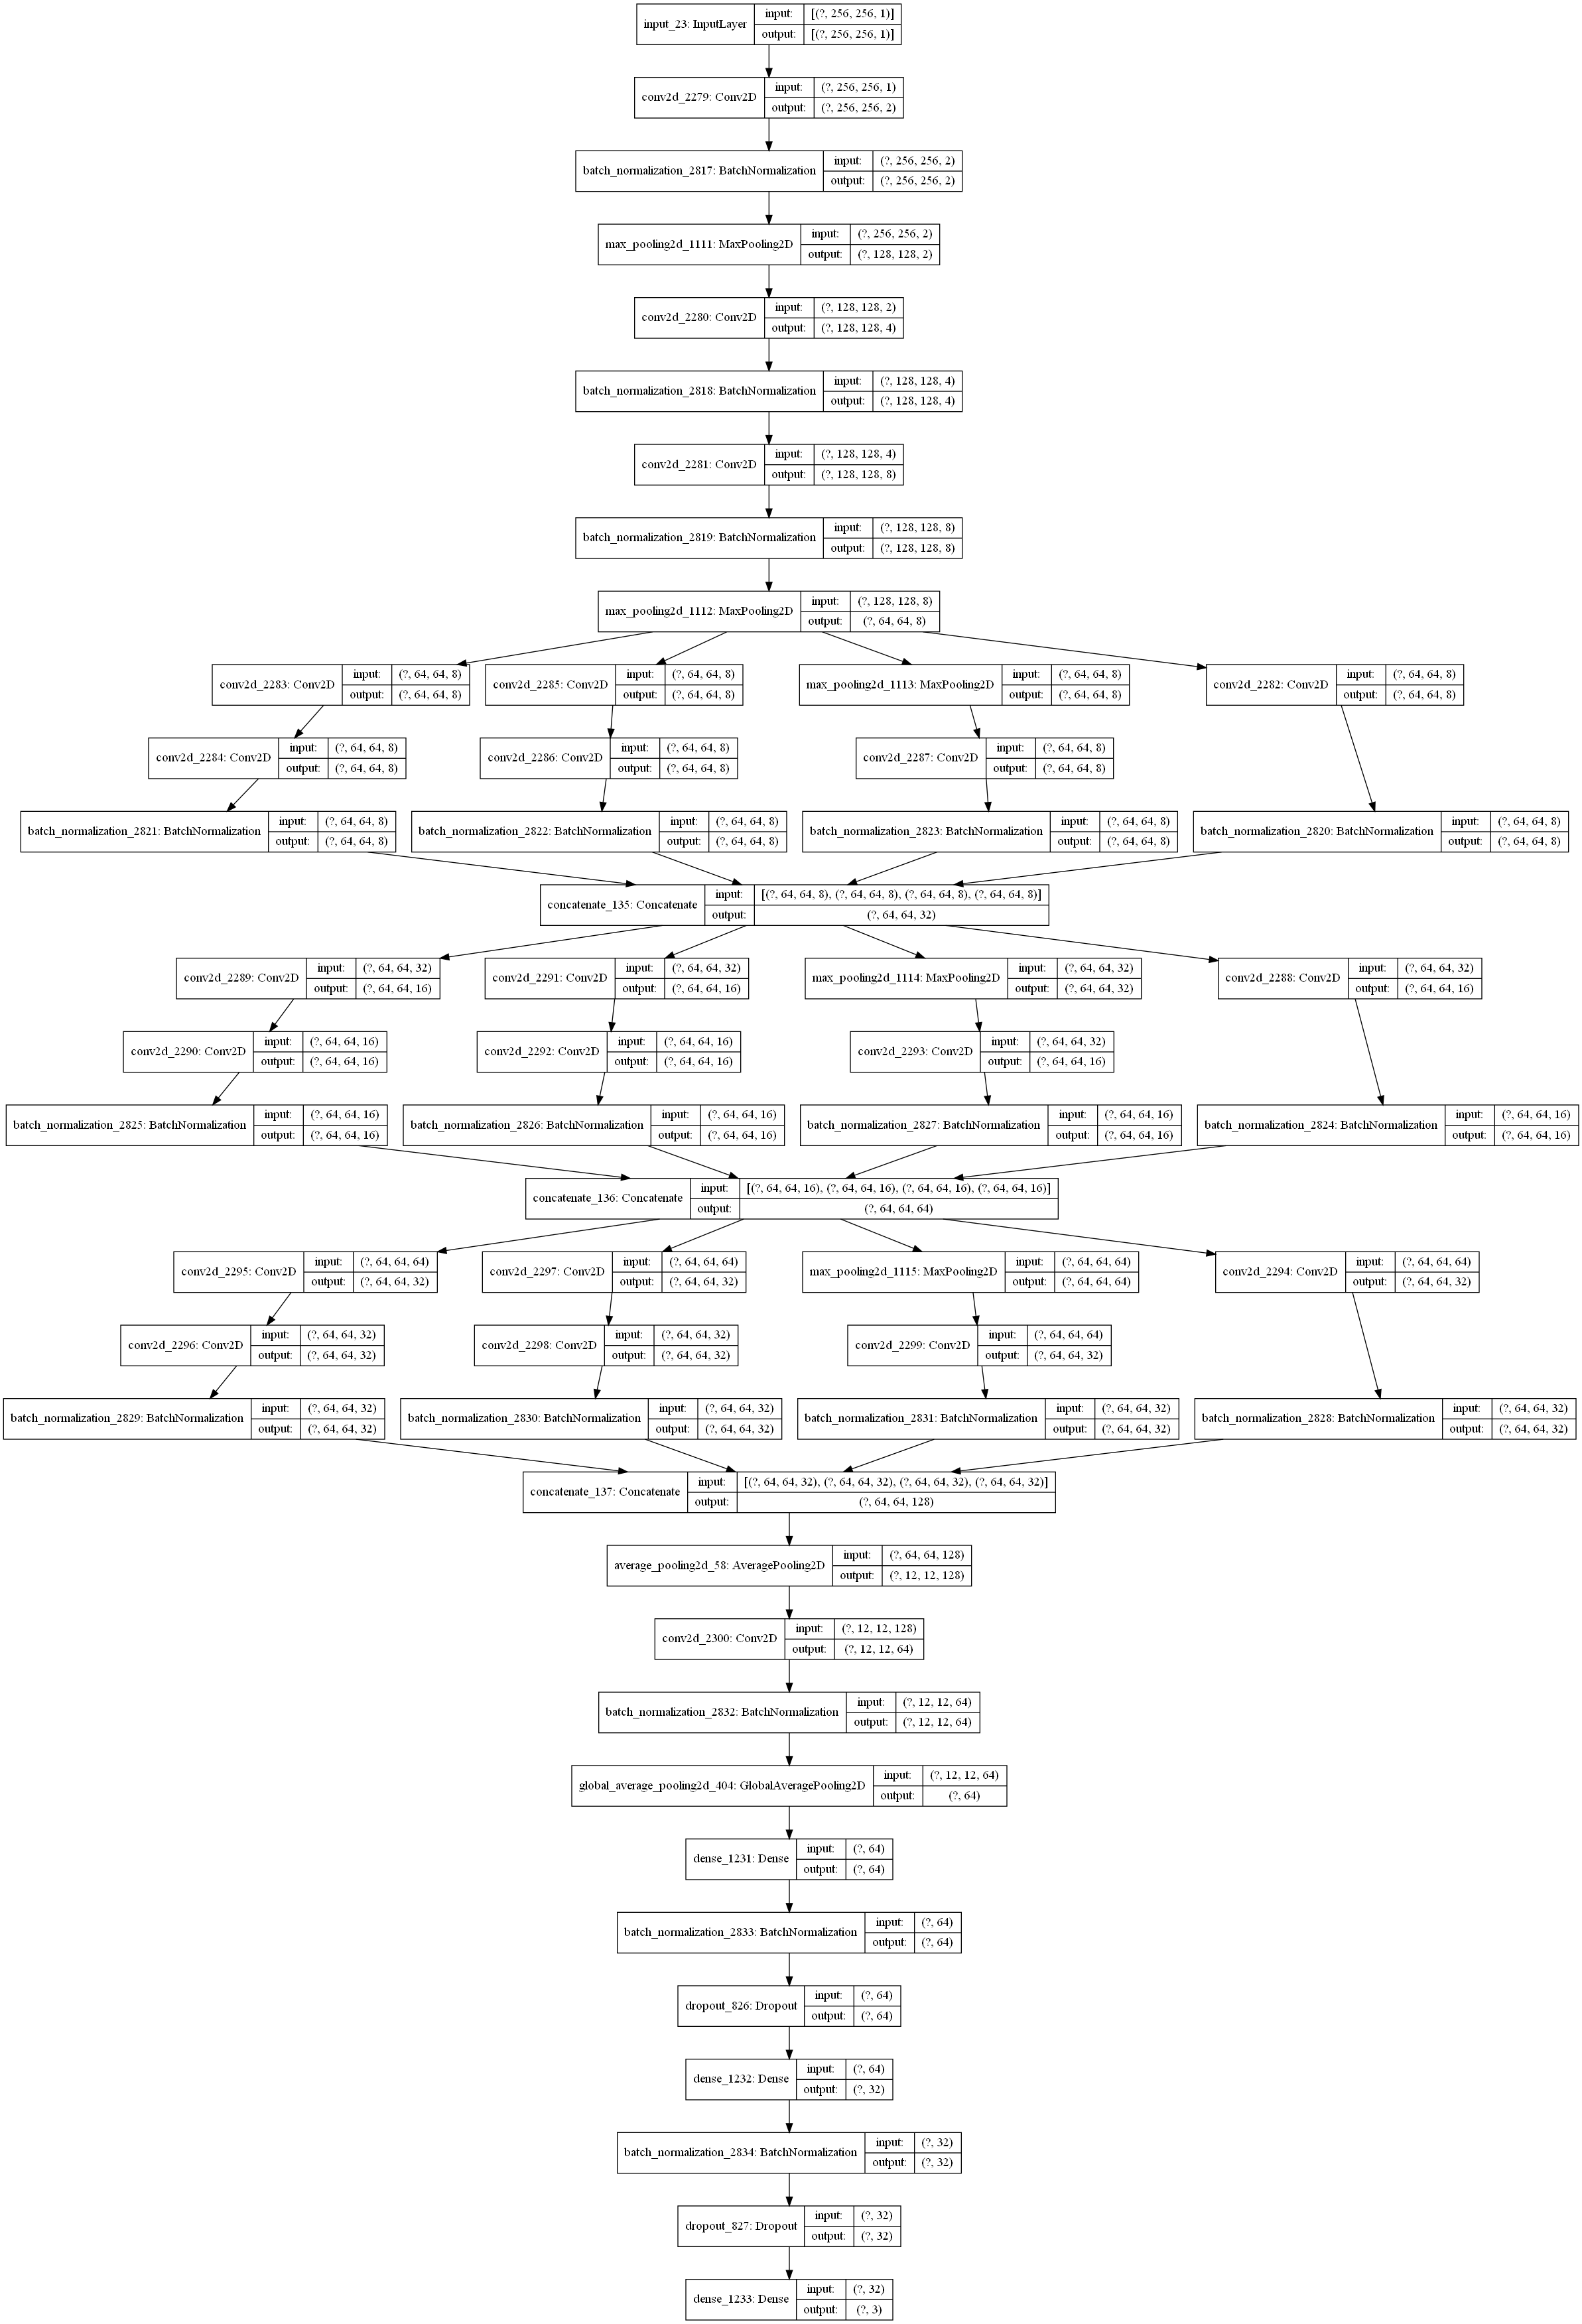 input_23: InputLayer input: [(?, 256, 256, 1)]
output: [(?, 256, 256, 1)]
conv2d_2279: Conv2D input: (?, 256, 256, 1)
output: (?, 256, 256, 2)
batch_normalization_2817: BatchNormalization input: (?, 256, 256, 2)
output: (?, 256, 256, 2)
max_pooling2d_1111: MaxPooling2D input: (?, 256, 256, 2)
output: (?, 128, 128, 2)
conv2d_2280: Conv2D input: (?, 128, 128, 2)
output: (?, 128, 128, 4)
batch_normalization_2818: BatchNormalization input: (?, 128, 128, 4)
output: (?, 128, 128, 4)
conv2d_2281: Conv2D input: (?, 128, 128, 4)
output: (?, 128, 128, 8)
batch_normalization_2819: BatchNormalization input: (?, 128, 128, 8)
output: (?, 128, 128, 8)
max_pooling2d_1112: MaxPooling2D input: (?, 128, 128, 8)
output: (?, 64, 64, 8)
conv2d_2283: Conv2D input: (?, 64, 64, 8)
output: (?, 64, 64, 8)
conv2d_2285: Conv2D input: (?, 64, 64, 8)
output: (?, 64, 64, 8)
max_pooling2d_1113: MaxPooling2D input: (?, 64, 64, 8)
output: (?, 64, 64, 8)
conv2d_2282: Conv2D input: (?, 64, 64, 8)
output: (?, 64, 64, 8)
conv2d_2284: Conv2D input: (?, 64, 64, 8)
output: (?, 64, 64, 8)
conv2d_2286: Conv2D input: (?, 64, 64, 8)
output: (?, 64, 64, 8)
conv2d_2287: Conv2D input: (?, 64, 64, 8)
output: (?, 64, 64, 8)
batch_normalization_2821: BatchNormalization input: (?, 64, 64, 8)
output: (?, 64, 64, 8)
batch_normalization_2822: BatchNormalization input: (?, 64, 64, 8)
output: (?, 64, 64, 8)
batch_normalization_2823: BatchNormalization input: (?, 64, 64, 8)
output: (?, 64, 64, 8)
batch_normalization_2820: BatchNormalization input: (?, 64, 64, 8)
output: (?, 64, 64, 8)
concatenate_135: Concatenate input: [(?, 64, 64, 8), (?, 64, 64, 8), (?, 64, 64, 8), (?, 64, 64, 8)]
output: (?, 64, 64, 32)
conv2d_2289: Conv2D input: (?, 64, 64, 32)
output: (?, 64, 64, 16)
conv2d_2291: Conv2D input: (?, 64, 64, 32)
output: (?, 64, 64, 16)
max_pooling2d_1114: MaxPooling2D input: (?, 64, 64, 32)
output: (?, 64, 64, 32)
conv2d_2288: Conv2D input: (?, 64, 64, 32)
output: (?, 64, 64, 16)
conv2d_2290: Conv2D input: (?, 64, 64, 16)
output: (?, 64, 64, 16)
conv2d_2292: Conv2D input: (?, 64, 64, 16)
output: (?, 64, 64, 16)
conv2d_2293: Conv2D input: (?, 64, 64, 32)
output: (?, 64, 64, 16)
batch_normalization_2825: BatchNormalization input: (?, 64, 64, 16)
output: (?, 64, 64, 16)
batch_normalization_2826: BatchNormalization input: (?, 64, 64, 16)
output: (?, 64, 64, 16)
batch_normalization_2827: BatchNormalization input: (?, 64, 64, 16)
output: (?, 64, 64, 16)
batch_normalization_2824: BatchNormalization input: (?, 64, 64, 16)
output: (?, 64, 64, 16)
concatenate_136: Concatenate input: [(?, 64, 64, 16), (?, 64, 64, 16), (?, 64, 64, 16), (?, 64, 64, 16)]
output: (?, 64, 64, 64)
conv2d_2295: Conv2D input: (?, 64, 64, 64)
output: (?, 64, 64, 32)
conv2d_2297: Conv2D input: (?, 64, 64, 64)
output: (?, 64, 64, 32)
max_pooling2d_1115: MaxPooling2D input: (?, 64, 64, 64)
output: (?, 64, 64, 64)
conv2d_2294: Conv2D input: (?, 64, 64, 64)
output: (?, 64, 64, 32)
conv2d_2296: Conv2D input: (?, 64, 64, 32)
output: (?, 64, 64, 32)
conv2d_2298: Conv2D input: (?, 64, 64, 32)
output: (?, 64, 64, 32)
conv2d_2299: Conv2D input: (?, 64, 64, 64)
output: (?, 64, 64, 32)
batch_normalization_2829: BatchNormalization input: (?, 64, 64, 32)
output: (?, 64, 64, 32)
batch_normalization_2830: BatchNormalization input: (?, 64, 64, 32)
output: (?, 64, 64, 32)
batch_normalization_2831: BatchNormalization input: (?, 64, 64, 32)
output: (?, 64, 64, 32)
batch_normalization_2828: BatchNormalization input: (?, 64, 64, 32)
output: (?, 64, 64, 32)
concatenate_137: Concatenate input: [(?, 64, 64, 32), (?, 64, 64, 32), (?, 64, 64, 32), (?, 64, 64, 32)]
output: (?, 64, 64, 128)
average_pooling2d_58: AveragePooling2D input: (?, 64, 64, 128)
output: (?, 12, 12, 128)
conv2d_2300: Conv2D input: (?, 12, 12, 128)
output: (?, 12, 12, 64)
batch_normalization_2832: BatchNormalization input: (?, 12, 12, 64)
output: (?, 12, 12, 64)
global_average_pooling2d_404: GlobalAveragePooling2D input: (?, 12, 12, 64)
output: (?, 64)
dense_1231: Dense input: (?, 64)
output: (?, 64)
batch_normalization_2833: BatchNormalization input: (?, 64)
output: (?, 64)
dropout_826: Dropout input: (?, 64)
output: (?, 64)
dense_1232: Dense input: (?, 64)
output: (?, 32)
batch_normalization_2834: BatchNormalization input: (?, 32)
output: (?, 32)
dropout_827: Dropout input: (?, 32)
output: (?, 32)
dense_1233: Dense input: (?, 32)
output: (?, 3)